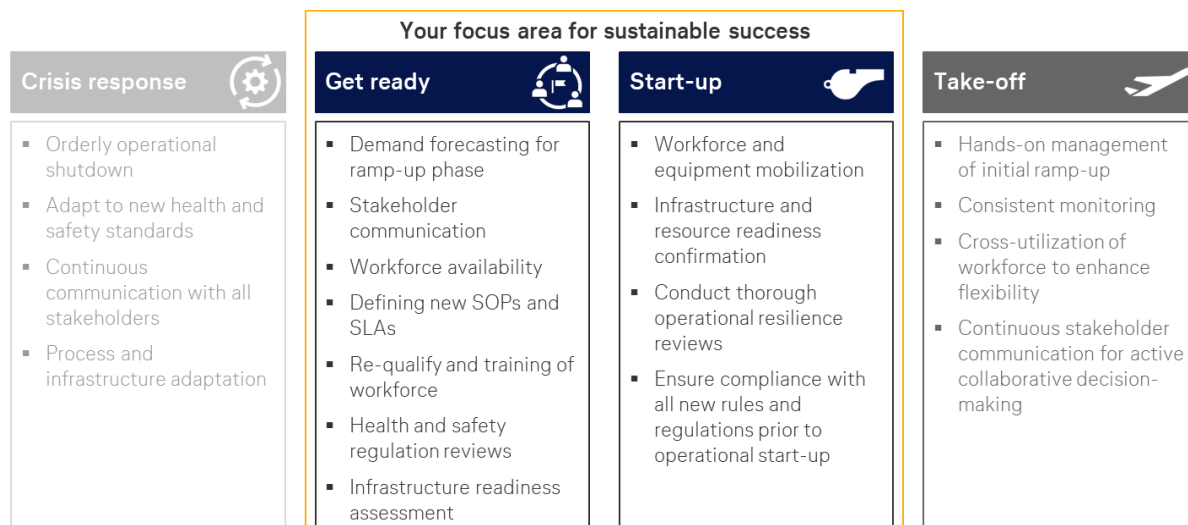 Your focus area for sustainable success
Crisis response
▪ Orderly operational
shutdown
▪ Adapt to new health and
safety standards
▪ Continuous
communication with all
stakeholders
▪ Process and
infrastructure adaptation
Get ready
▪ Demand forecasting for
ramp-up phase
▪ Stakeholder
communication
▪ Workforce availability
▪ Defining new SOPs and
SLAs
▪ Re-qualify and training of
workforce
▪ Health and safety
regulation reviews
▪ Infrastructure readiness
assessment
Start-up
▪ Workforce and
equipment mobilization
▪ Infrastructure and
resource readiness
confirmation
▪ Conduct thorough
operational resilience
reviews
▪ Ensure compliance with
all new rules and
regulations prior to
operational start-up
Take-off
▪ Hands-on management
of initial ramp-up
▪ Consistent monitoring
▪ Cross-utilization of
workforce to enhance
flexibility
▪ Continuous stakeholder
communication for active
collaborative decision-
making